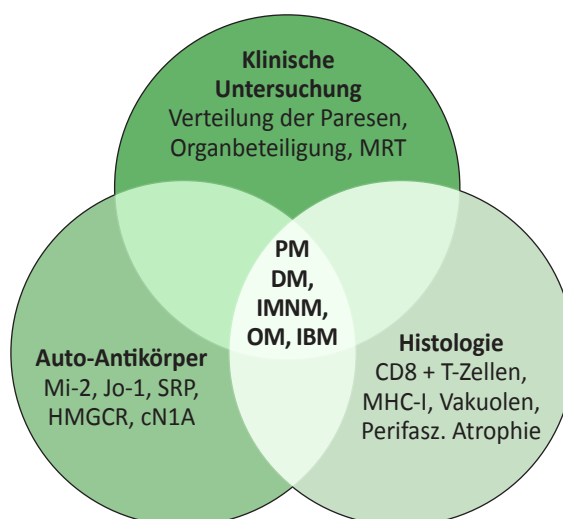 Klinische
Untersuchung
Verteilung der Paresen,
Organbeteiligung, MRT
PM
DM,
IMNM,
OM, IBM
Auto-Antikörper
Mi-2, Jo-1, SRP,
HMGCR, cN1A
Histologie
CD8 + T-Zellen,
MHC-I, Vakuolen,
Perifasz. Atrophie